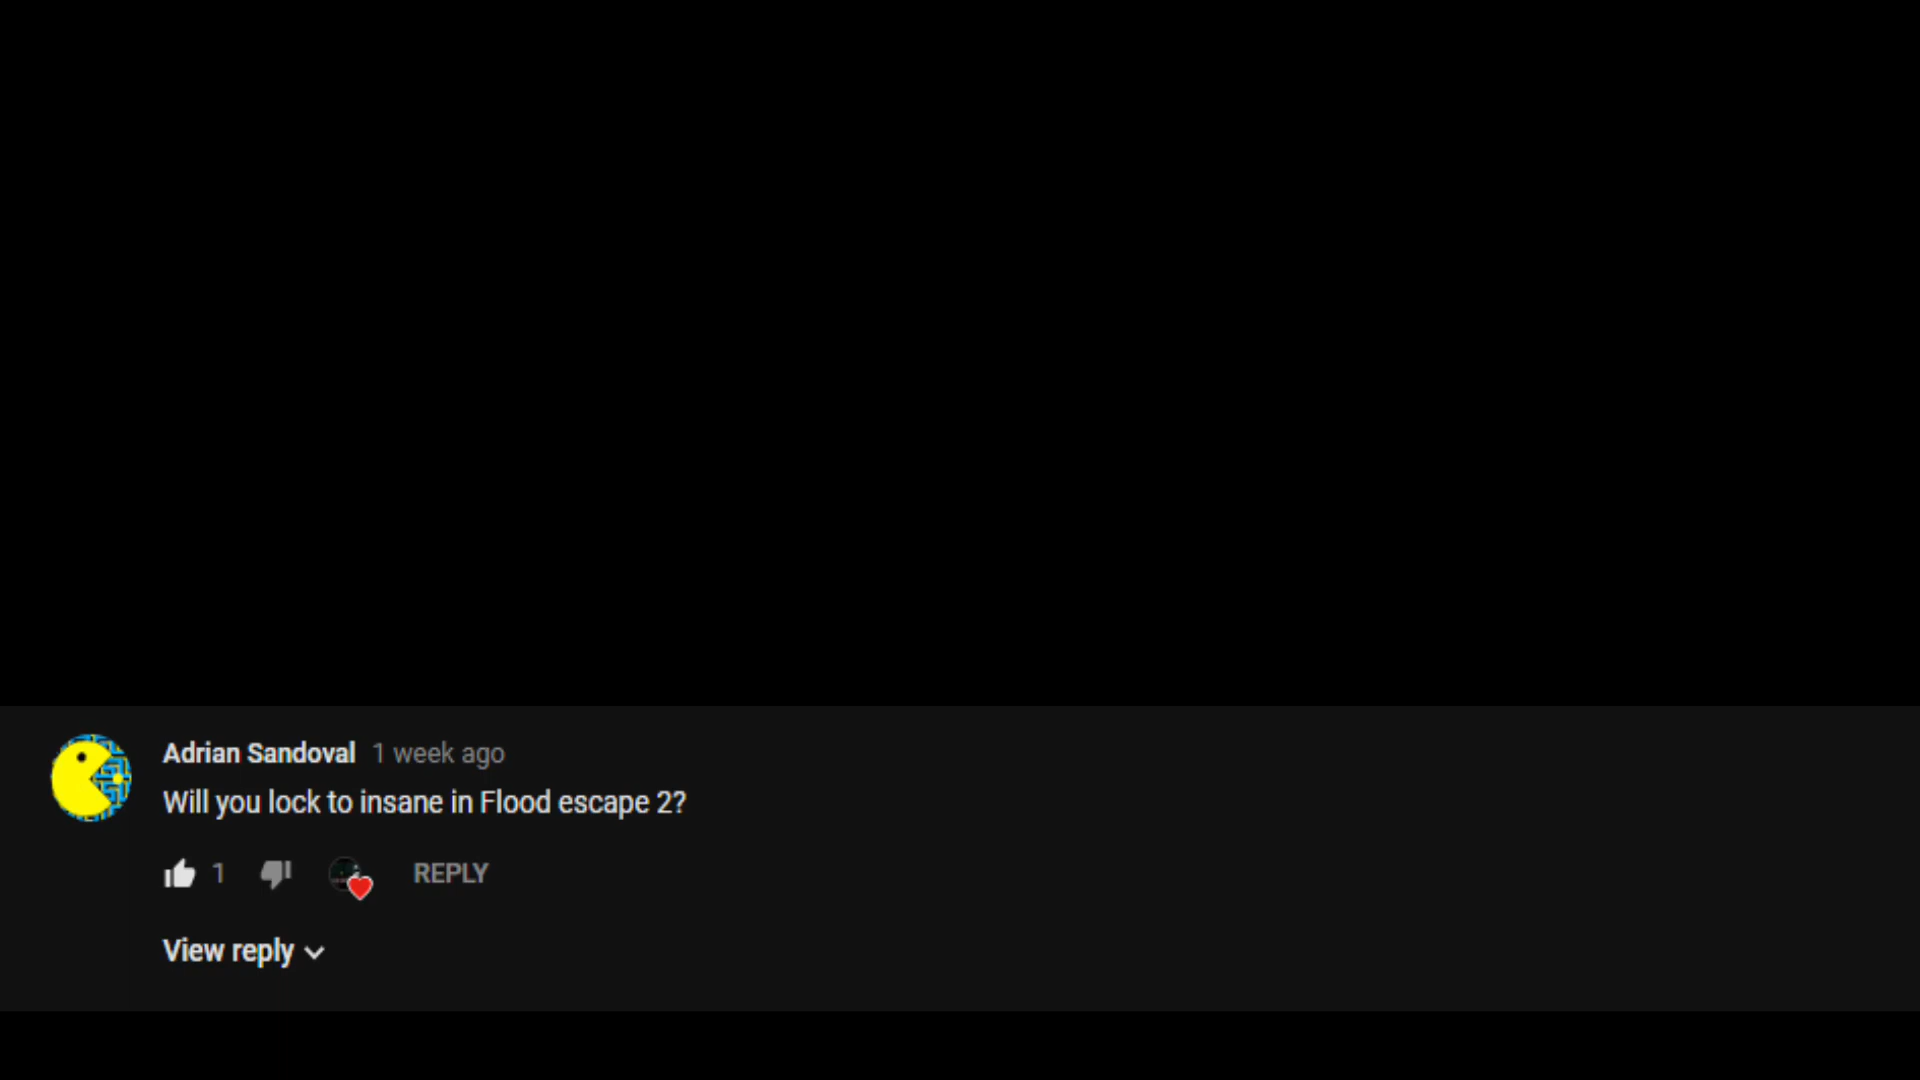 Adrian Sandoval 1 week ago
Will you lock to insane in Flood escape 2?
1 REPLY
View reply